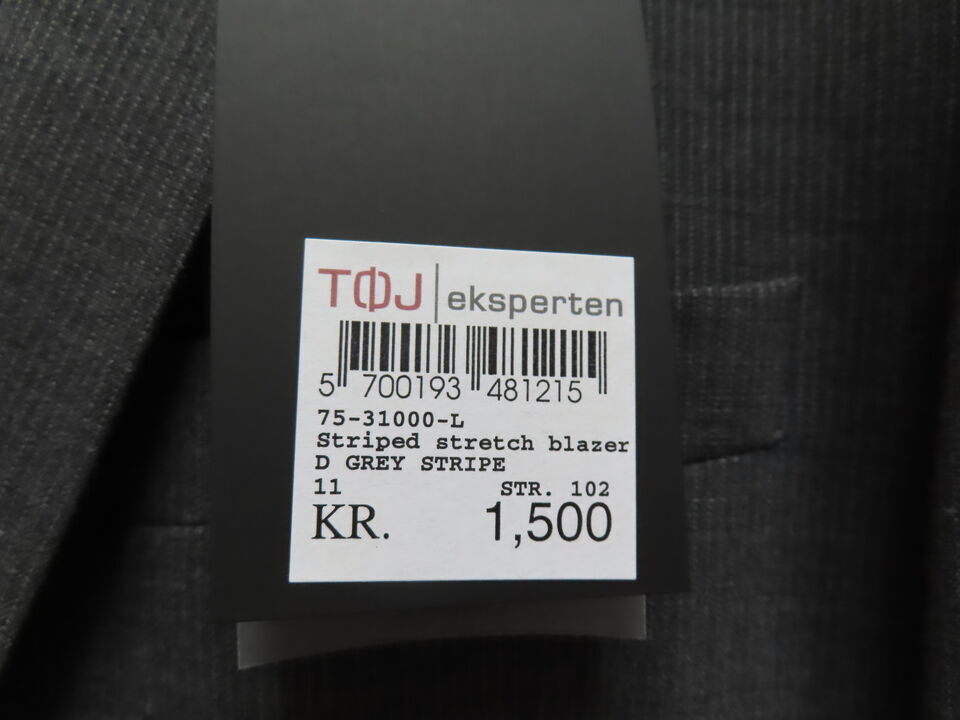 TØJ eksperten
5 700193 481215
75-31000-L
Striped stretch blazer
D GREY STRIPE
11 STR. 102
KR. 1,500